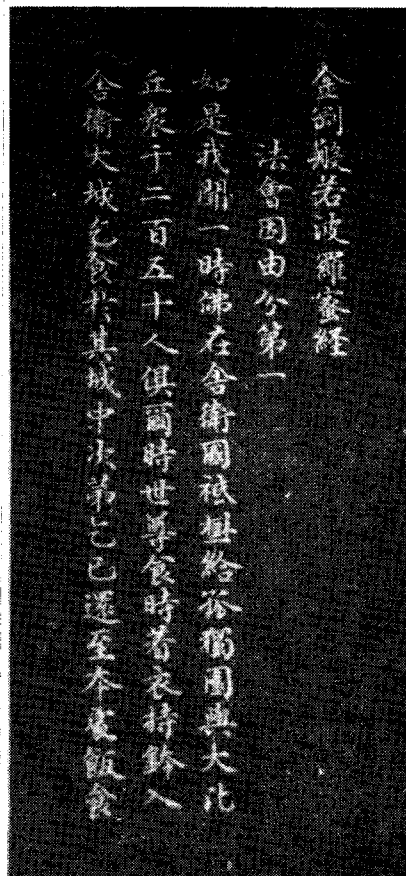 金剛般若波羅蜜經
法會因由分第一
如是我聞一時佛在舍衛國祇樹給孤獨園與大比
丘衆千二百五十人俱爾時世尊食時著衣持鉢入
舍衛大城乞食於其城中次第乞已還至本處飯食